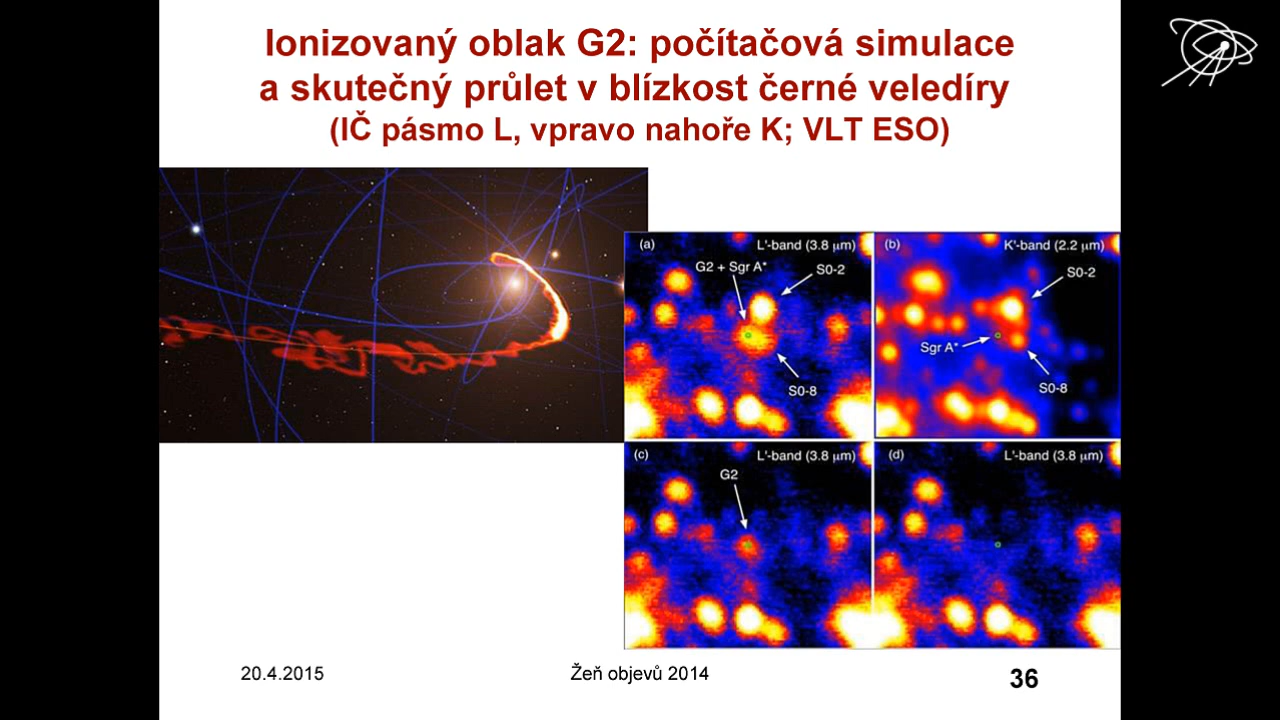 Ionizovaný oblak G2: počítačová simulace
a skutečný průlet v blízkost černé veledíry
(IČ pásmo L, vpravo nahoře K; VLT ESO)
(a) L'-band (3.8 µm)
G2 + Sgr A*
S0-2
S0-8
(b) K'-band (2.2 µm)
S0-2
Sgr A*
S0-8
(c) L'-band (3.8 µm)
G2
(d) L'-band (3.8 µm)
20.4.2015
Žeň objevů 2014
36